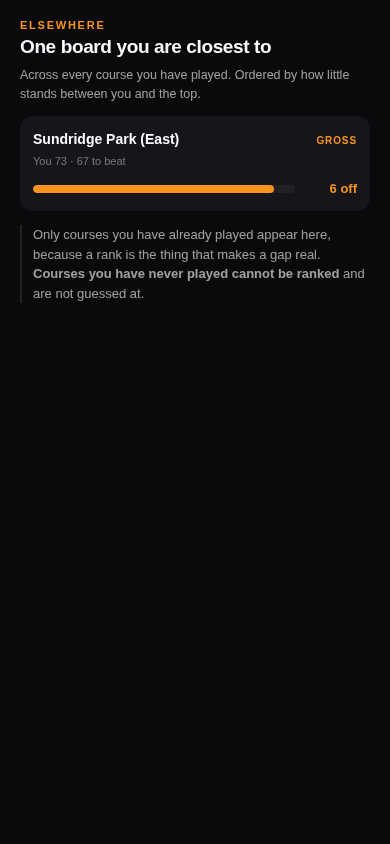 ELSEWHERE
One board you are closest to
Across every course you have played. Ordered by how little
stands between you and the top.
Sundridge Park (East)
GROSS
You 73 · 67 to beat
6 off
Only courses you have already played appear here,
because a rank is the thing that makes a gap real.
Courses you have never played cannot be ranked and
are not guessed at.